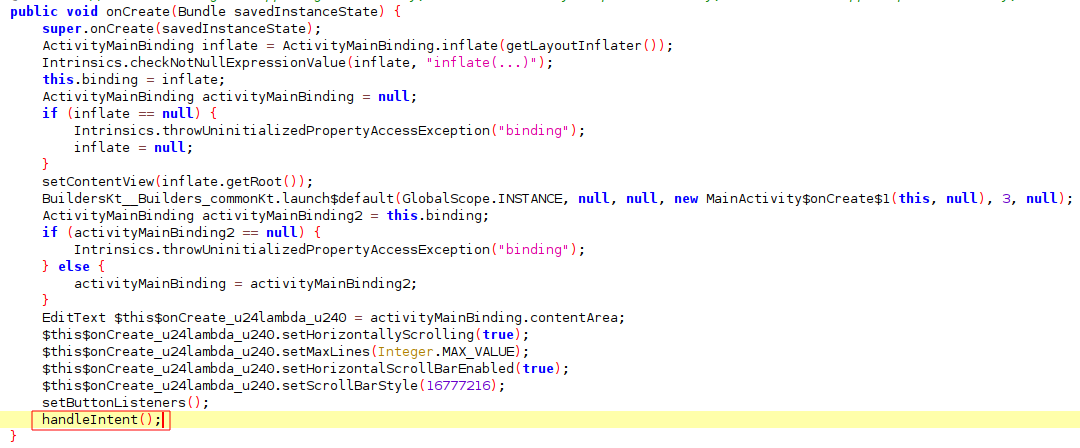 public void onCreate(Bundle savedInstanceState) {
super.onCreate(savedInstanceState);
ActivityMainBinding inflate = ActivityMainBinding.inflate(getLayoutInflater());
Intrinsics.checkNotNullExpressionValue(inflate, "inflate(...)");
this.binding = inflate;
ActivityMainBinding activityMainBinding = null;
if (inflate == null) {
Intrinsics.throwUninitializedPropertyAccessException("binding");
inflate = null;
}
setContentView(inflate.getRoot());
BuildersKt__Builders_commonKt.launch$default(GlobalScope.INSTANCE, null, null, new MainActivity$onCreate$1(this, null), 3, null);
ActivityMainBinding activityMainBinding2 = this.binding;
if (activityMainBinding2 == null) {
Intrinsics.throwUninitializedPropertyAccessException("binding");
} else {
activityMainBinding = activityMainBinding2;
}
EditText $this$onCreate_u24lambda_u240 = activityMainBinding.contentArea;
$this$onCreate_u24lambda_u240.setHorizontallyScrolling(true);
$this$onCreate_u24lambda_u240.setMaxLines(Integer.MAX_VALUE);
$this$onCreate_u24lambda_u240.setHorizontalScrollBarEnabled(true);
$this$onCreate_u24lambda_u240.setScrollBarStyle(16777216);
setButtonListeners();
handleIntent();
}